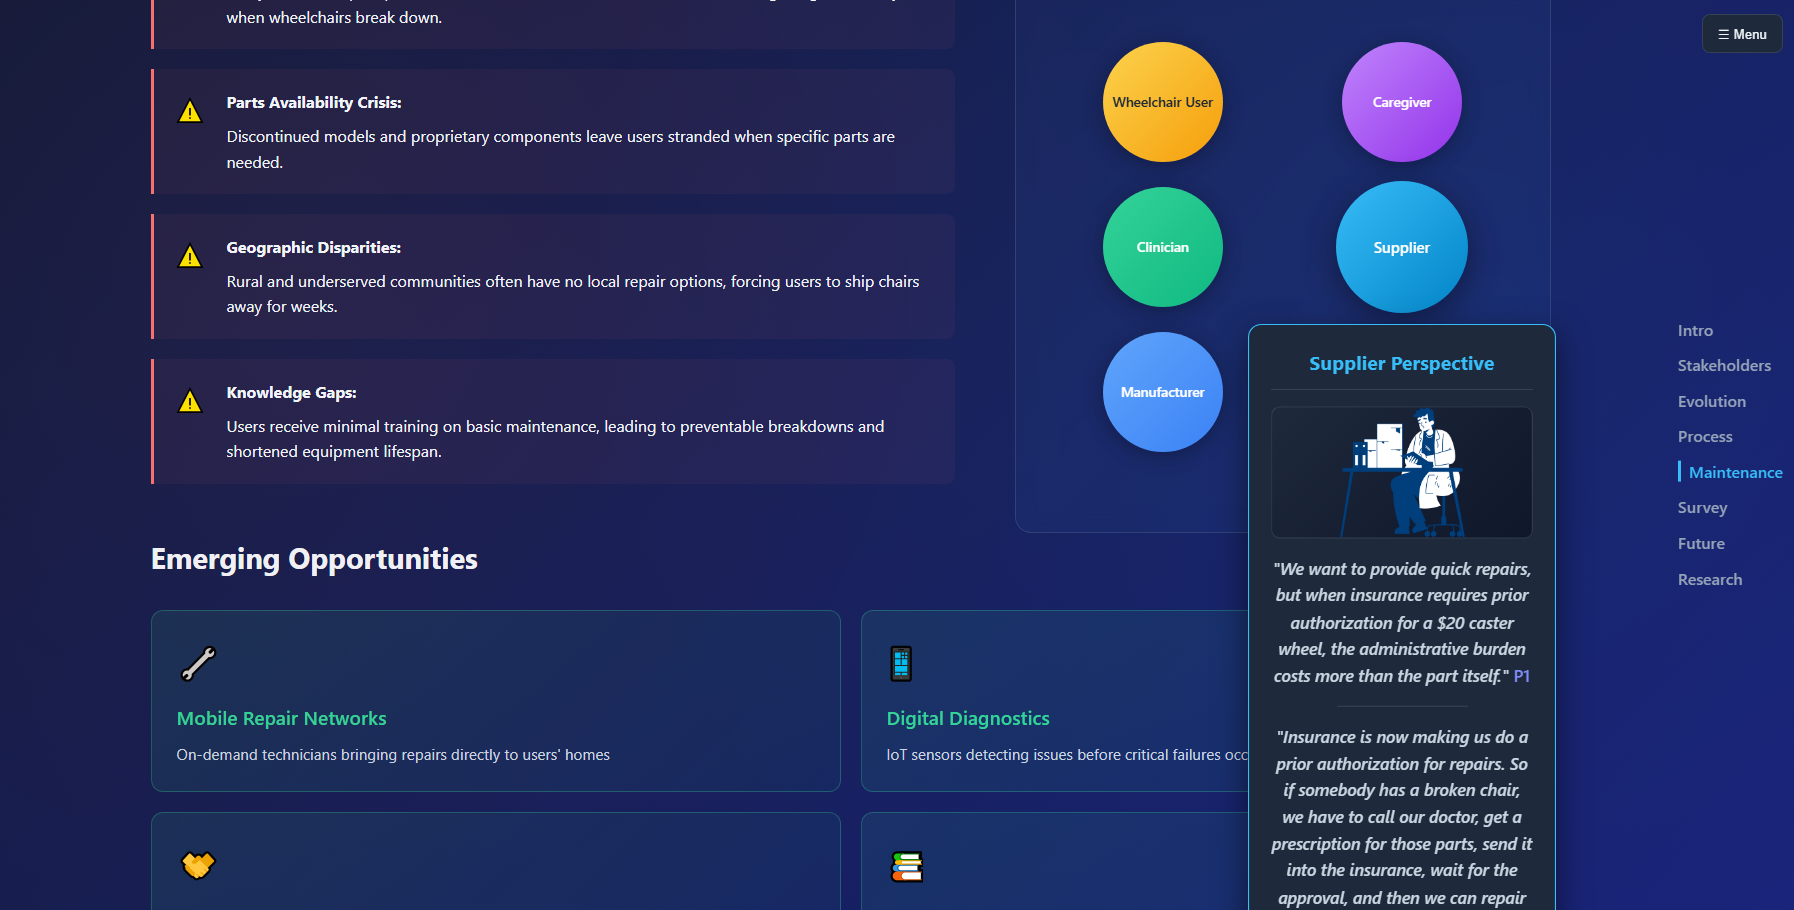 when wheelchairs break down.
Parts Availability Crisis:
Discontinued models and proprietary components leave users stranded when specific parts are
needed.
Geographic Disparities:
Rural and underserved communities often have no local repair options, forcing users to ship chairs
away for weeks.
Knowledge Gaps:
Users receive minimal training on basic maintenance, leading to preventable breakdowns and
shortened equipment lifespan.
Emerging Opportunities
Mobile Repair Networks
On-demand technicians bringing repairs directly to users' homes
Digital Diagnostics
IoT sensors detecting issues before critical failures occ
Wheelchair User
Caregiver
Clinician
Supplier
Manufacturer
Supplier Perspective
"We want to provide quick repairs,
but when insurance requires prior
authorization for a $20 caster
wheel, the administrative burden
costs more than the part itself." P1
"Insurance is now making us do a
prior authorization for repairs. So
if somebody has a broken chair,
we have to call our doctor, get a
prescription for those parts, send it
into the insurance, wait for the
approval, and then we can repair
☰ Menu
Intro
Stakeholders
Evolution
Process
Maintenance
Survey
Future
Research